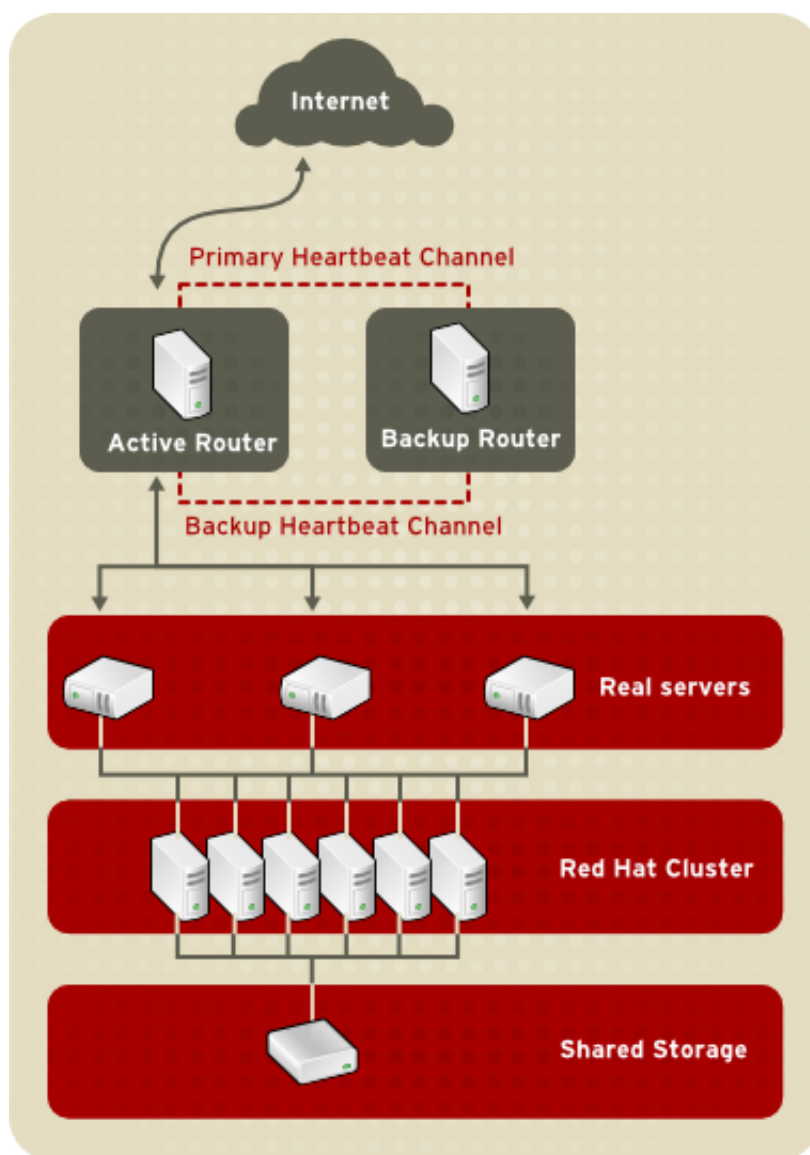 Internet
Primary Heartbeat Channel
Active Router
Backup Router
Backup Heartbeat Channel
Real servers
Red Hat Cluster
Shared Storage